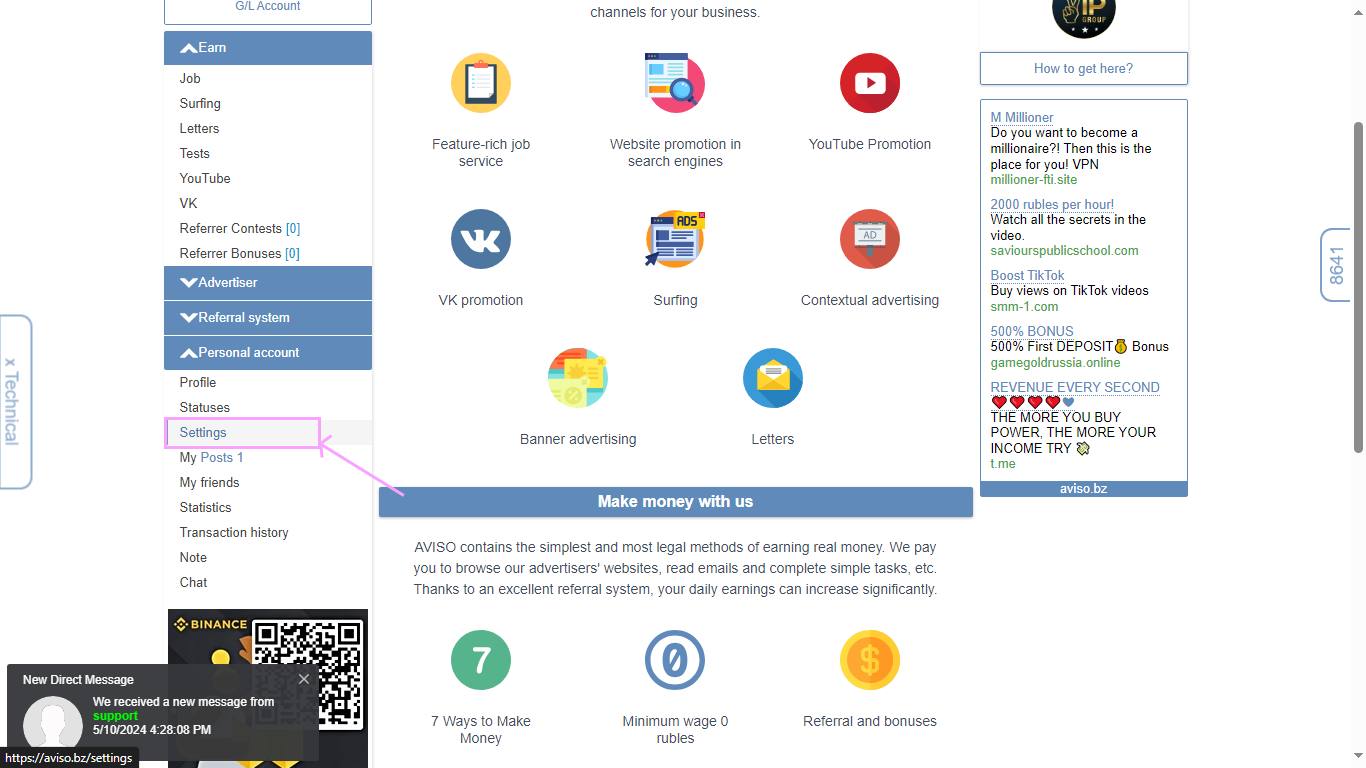 G/L Account
Earn
Job
Surfing
Letters
Tests
YouTube
VK
Referrer Contests [0]
Referrer Bonuses [0]
Advertiser
Referral system
Personal account
Profile
Statuses
Settings
My Posts 1
My friends
Statistics
Transaction history
Note
Chat
BINANCE
x Technical
New Direct Message
We received a new message from
support
5/10/2024 4:28:08 PM
https://aviso.bz/settings
channels for your business.
Feature-rich job
service
Website promotion in
search engines
YouTube Promotion
VK promotion
ADS
Surfing
AD
Contextual advertising
Banner advertising
Letters
Make money with us
AVISO contains the simplest and most legal methods of earning real money. We pay
you to browse our advertisers' websites, read emails and complete simple tasks, etc.
Thanks to an excellent referral system, your daily earnings can increase significantly.
7
7 Ways to Make
Money
0
Minimum wage 0
rubles
$
Referral and bonuses
VIP
GROUP
How to get here?
M Millioner
Do you want to become a
millionaire?! Then this is the
place for you! VPN
millioner-fti.site
2000 rubles per hour!
Watch all the secrets in the
video.
saviourspublicschool.com
Boost TikTok
Buy views on TikTok videos
smm-1.com
500% BONUS
500% First DEPOSIT💰 Bonus
gamegoldrussia.online
REVENUE EVERY SECOND
THE MORE YOU BUY
POWER, THE MORE YOUR
INCOME TRY
t.me
aviso.bz
8641